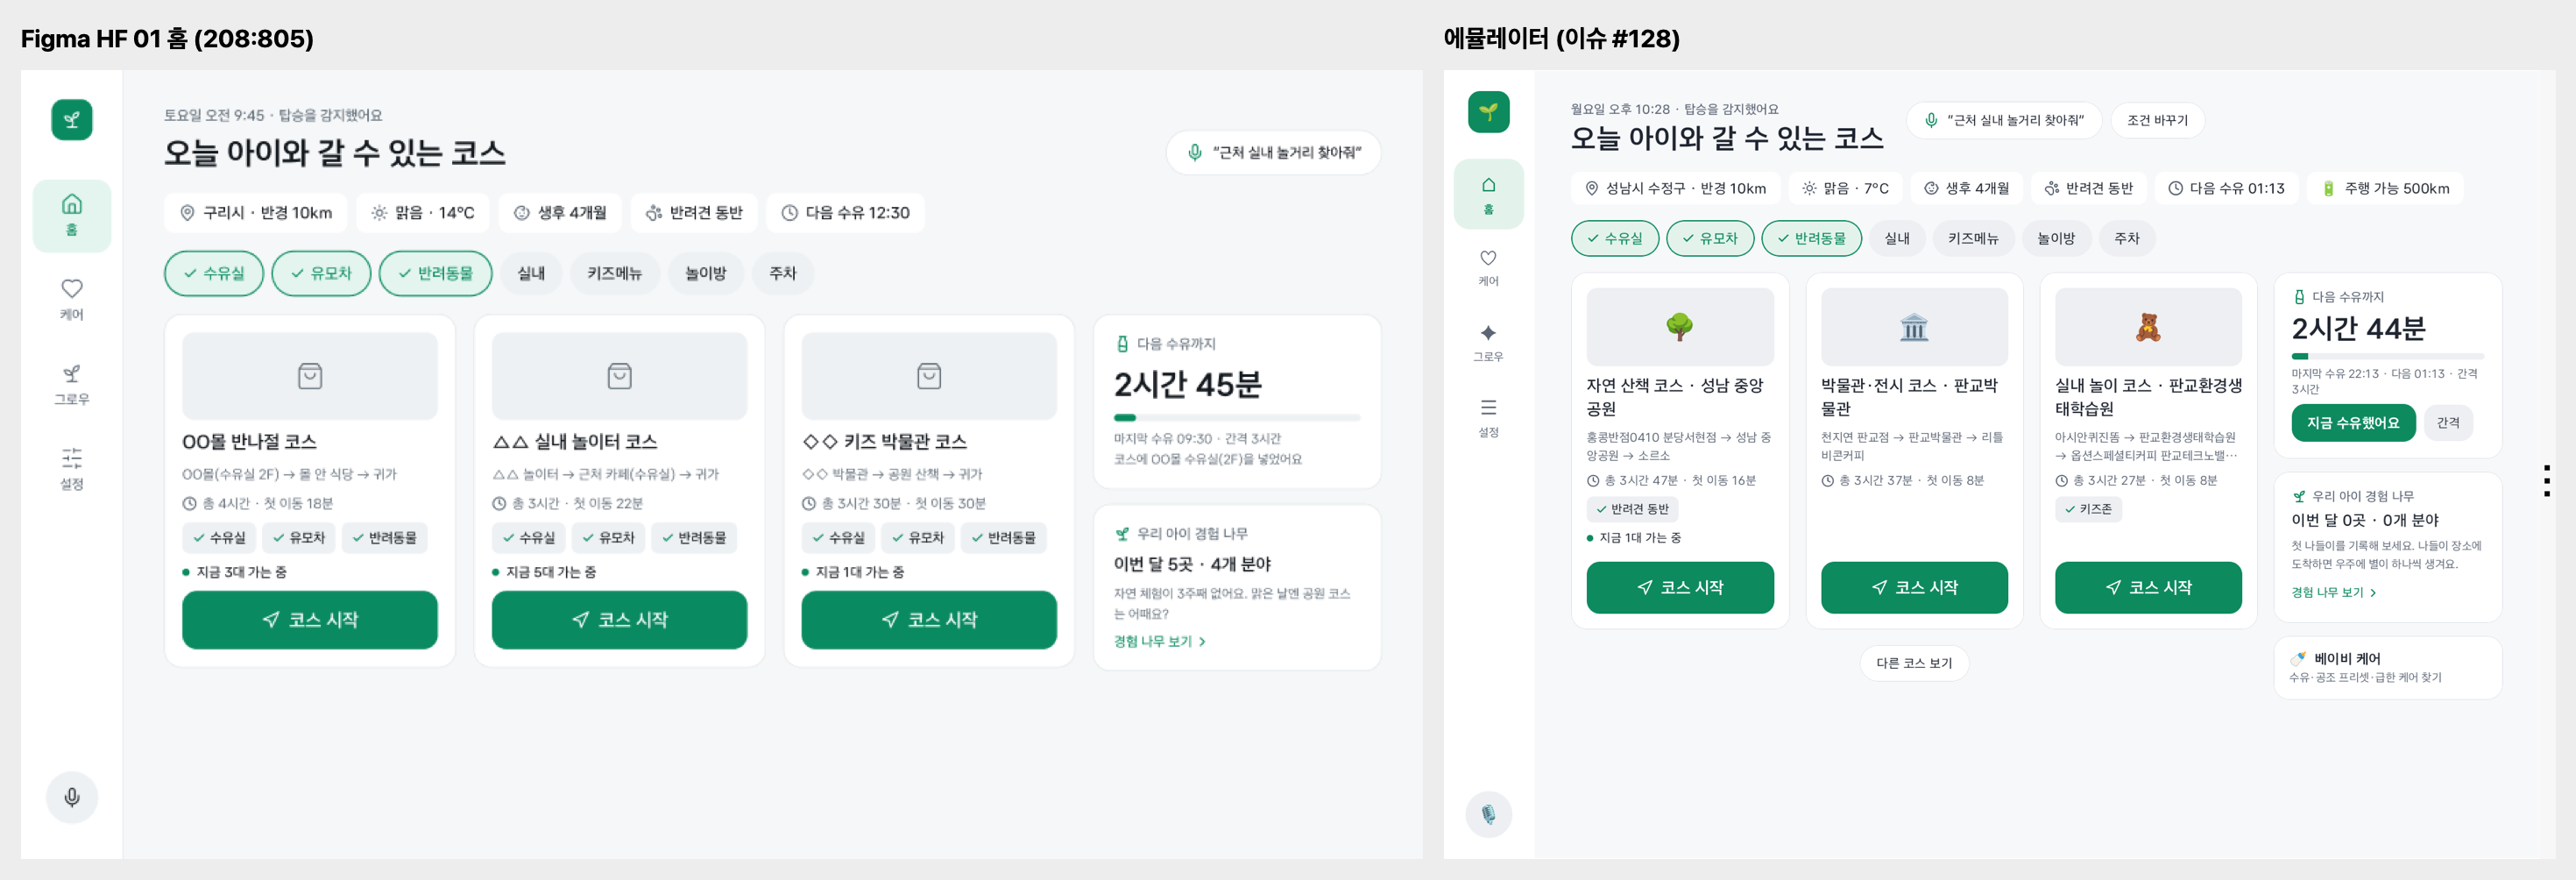 Figma HF 01 홈 (208:805)
홈
케어
그로우
설정
토요일 오전 9:45 · 탑승을 감지했어요
오늘 아이와 갈 수 있는 코스
“근처 실내 놀거리 찾아줘”
구리시 · 반경 10km
맑음 · 14°C
생후 4개월
반려견 동반
다음 수유 12:30
수유실
유모차
반려동물
실내
키즈메뉴
놀이방
주차
OO몰 반나절 코스
OO몰(수유실 2F) → 몰 안 식당 → 귀가
총 4시간 · 첫 이동 18분
수유실
유모차
반려동물
지금 3대 가는 중
코스 시작
△△ 실내 놀이터 코스
△△ 놀이터 → 근처 카페(수유실) → 귀가
총 3시간 · 첫 이동 22분
수유실
유모차
반려동물
지금 5대 가는 중
코스 시작
◇◇ 키즈 박물관 코스
◇◇ 박물관 → 공원 산책 → 귀가
총 3시간 30분 · 첫 이동 30분
수유실
유모차
반려동물
지금 1대 가는 중
코스 시작
다음 수유까지
2시간 45분
마지막 수유 09:30 · 간격 3시간
코스에 OO몰 수유실(2F)을 넣었어요
우리 아이 경험 나무
이번 달 5곳 · 4개 분야
자연 체험이 3주째 없어요. 맑은 날엔 공원 코스
는 어때요?
경험 나무 보기
에뮬레이터 (이슈 #128)
홈
케어
그로우
설정
월요일 오후 10:28 · 탑승을 감지했어요
오늘 아이와 갈 수 있는 코스
“근처 실내 놀거리 찾아줘”
조건 바꾸기
성남시 수정구 · 반경 10km
맑음 · 7°C
생후 4개월
반려견 동반
다음 수유 01:13
주행 가능 500km
수유실
유모차
반려동물
실내
키즈메뉴
놀이방
주차
자연 산책 코스 · 성남 중앙
공원
홍콩반점0410 분당서현점 → 성남 중
앙공원 → 소르소
총 3시간 47분 · 첫 이동 16분
반려견 동반
지금 1대 가는 중
코스 시작
박물관·전시 코스 · 판교박
물관
천지연 판교점 → 판교박물관 → 리틀
비콘커피
총 3시간 37분 · 첫 이동 8분
코스 시작
실내 놀이 코스 · 판교환경생
태학습원
아시안퀴진똠 → 판교환경생태학습원
→ 옵션스페셜티커피 판교테크노밸…
총 3시간 27분 · 첫 이동 8분
키즈존
코스 시작
다른 코스 보기
다음 수유까지
2시간 44분
마지막 수유 22:13 · 다음 01:13 · 간격
3시간
지금 수유했어요
간격
우리 아이 경험 나무
이번 달 0곳 · 0개 분야
첫 나들이를 기록해 보세요. 나들이 장소에
도착하면 우주에 별이 하나씩 생겨요.
경험 나무 보기
베이비 케어
수유·공조 프리셋·급한 케어 찾기